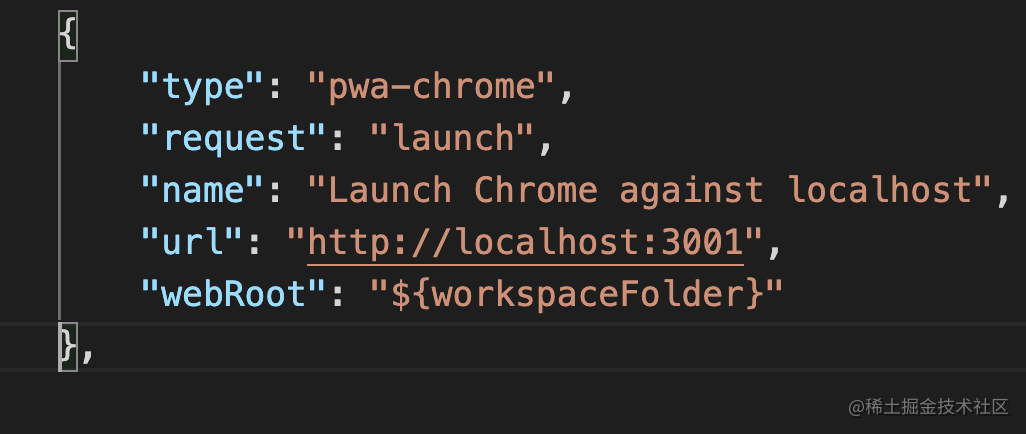 {
"type": "pwa-chrome",
"request": "launch",
"name": "Launch Chrome against localhost",
"url": "http://localhost:3001",
"webRoot": "${workspaceFolder}"
},
@稀土掘金技术社区